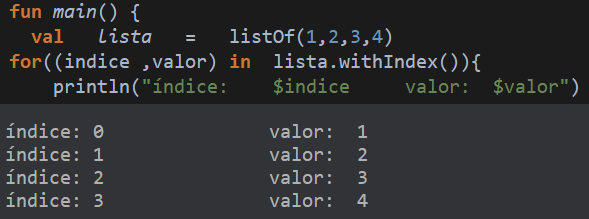 fun main() {
val lista = listOf(1,2,3,4)
for((indice ,valor) in lista.withIndex()){
println("índice: $indice valor: $valor")
índice: 0 valor: 1
índice: 1 valor: 2
índice: 2 valor: 3
índice: 3 valor: 4